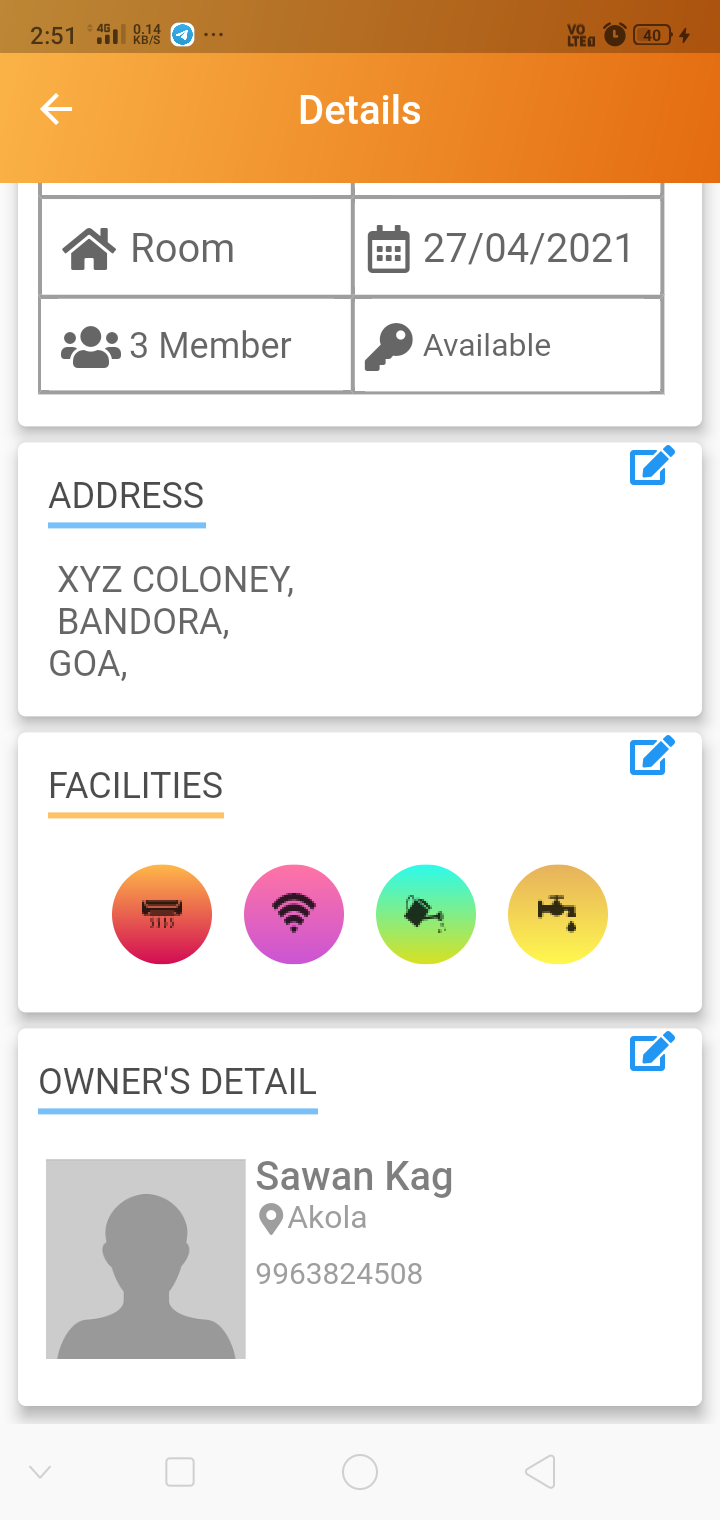 2:51 4G 0.14 KB/S ... VO LTE 40
Details
Room 27/04/2021
3 Member Available
ADDRESS
XYZ COLONEY,
BANDORA,
GOA,
FACILITIES
OWNER'S DETAIL
Sawan Kag
Akola
9963824508